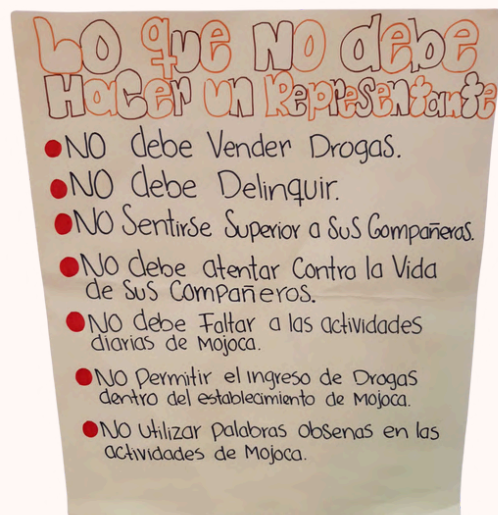 Lo que no debe
Hacer un Representante
NO debe Vender Drogas.
NO debe Delinquir.
NO Sentirse Superior a Sus Compañeros.
NO debe atentar Contra la Vida
de Sus Compañeros.
NO debe Faltar a las actividades
diarias de Mojoca.
NO Permitir el ingreso de Drogas
dentro del establecimiento de Mojoca.
NO Utilizar Palabras obsenas en las
actividades de Mojoca.